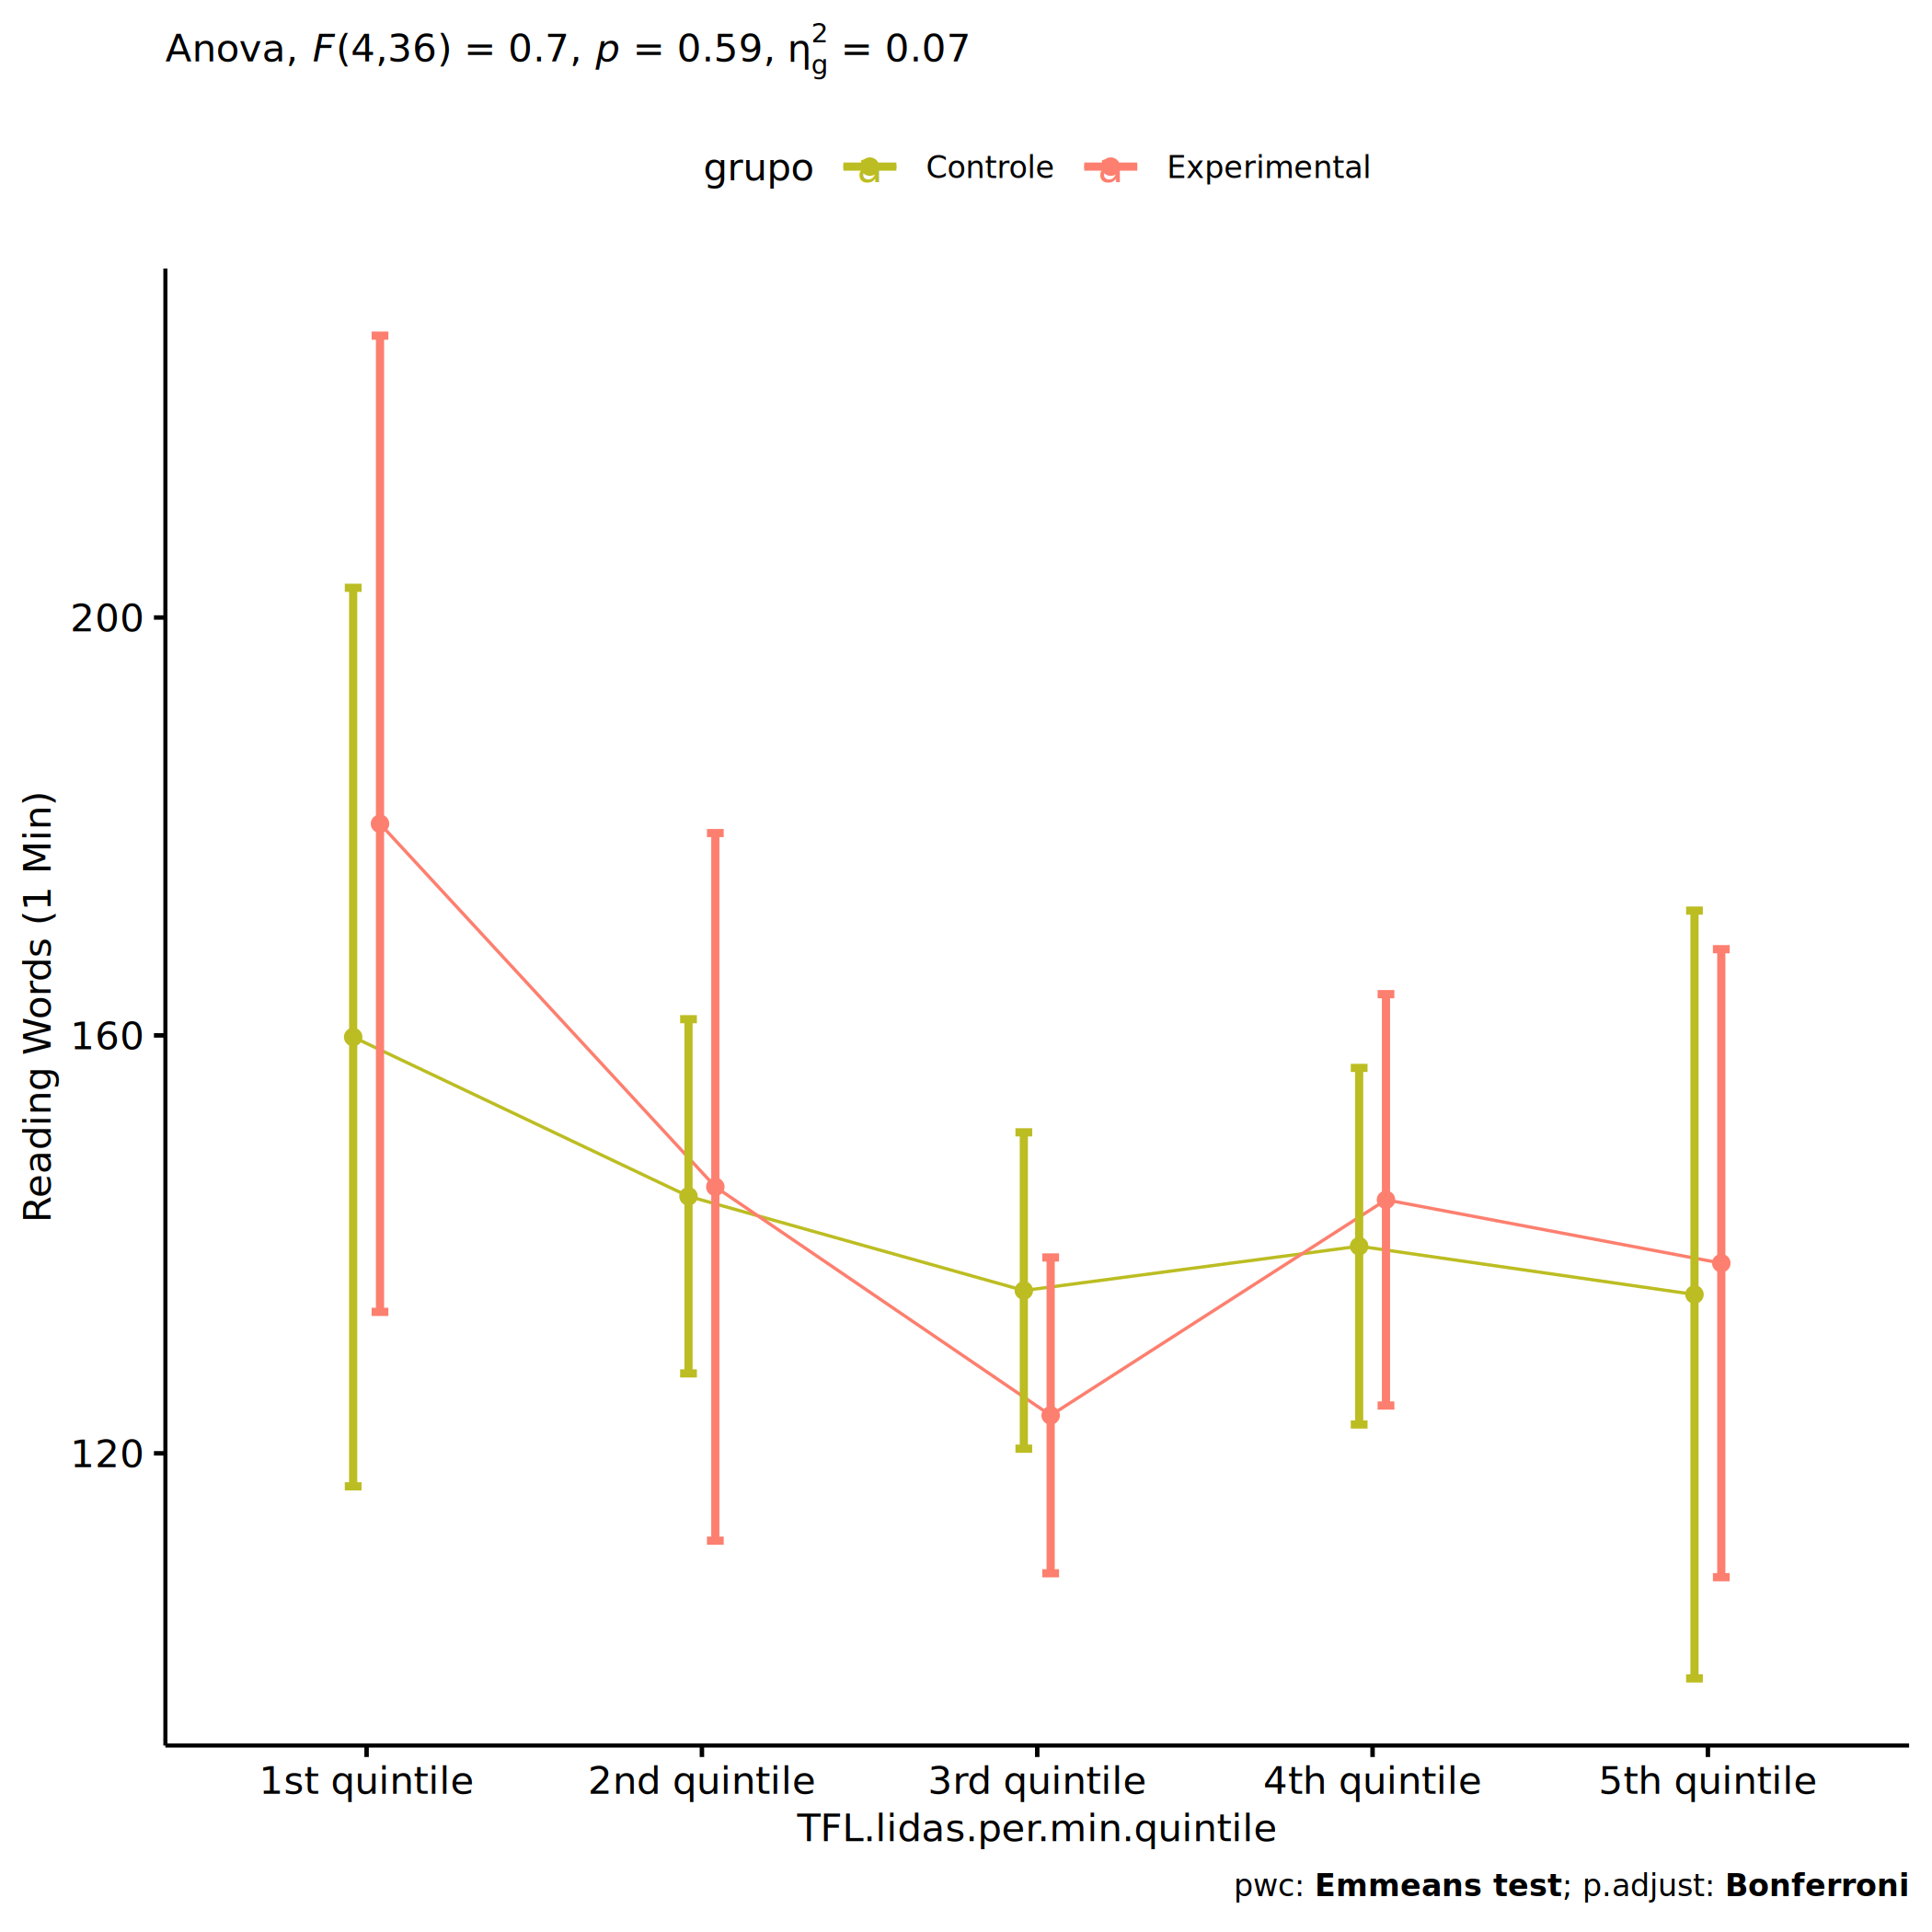 Anova, F(4,36) = 0.7, p = 0.59, η²g = 0.07
grupo g Controle g Experimental
Reading Words (1 Min)
200
160
120
1st quintile 2nd quintile 3rd quintile 4th quintile 5th quintile
TFL.lidas.per.min.quintile
pwc: Emmeans test; p.adjust: Bonferroni